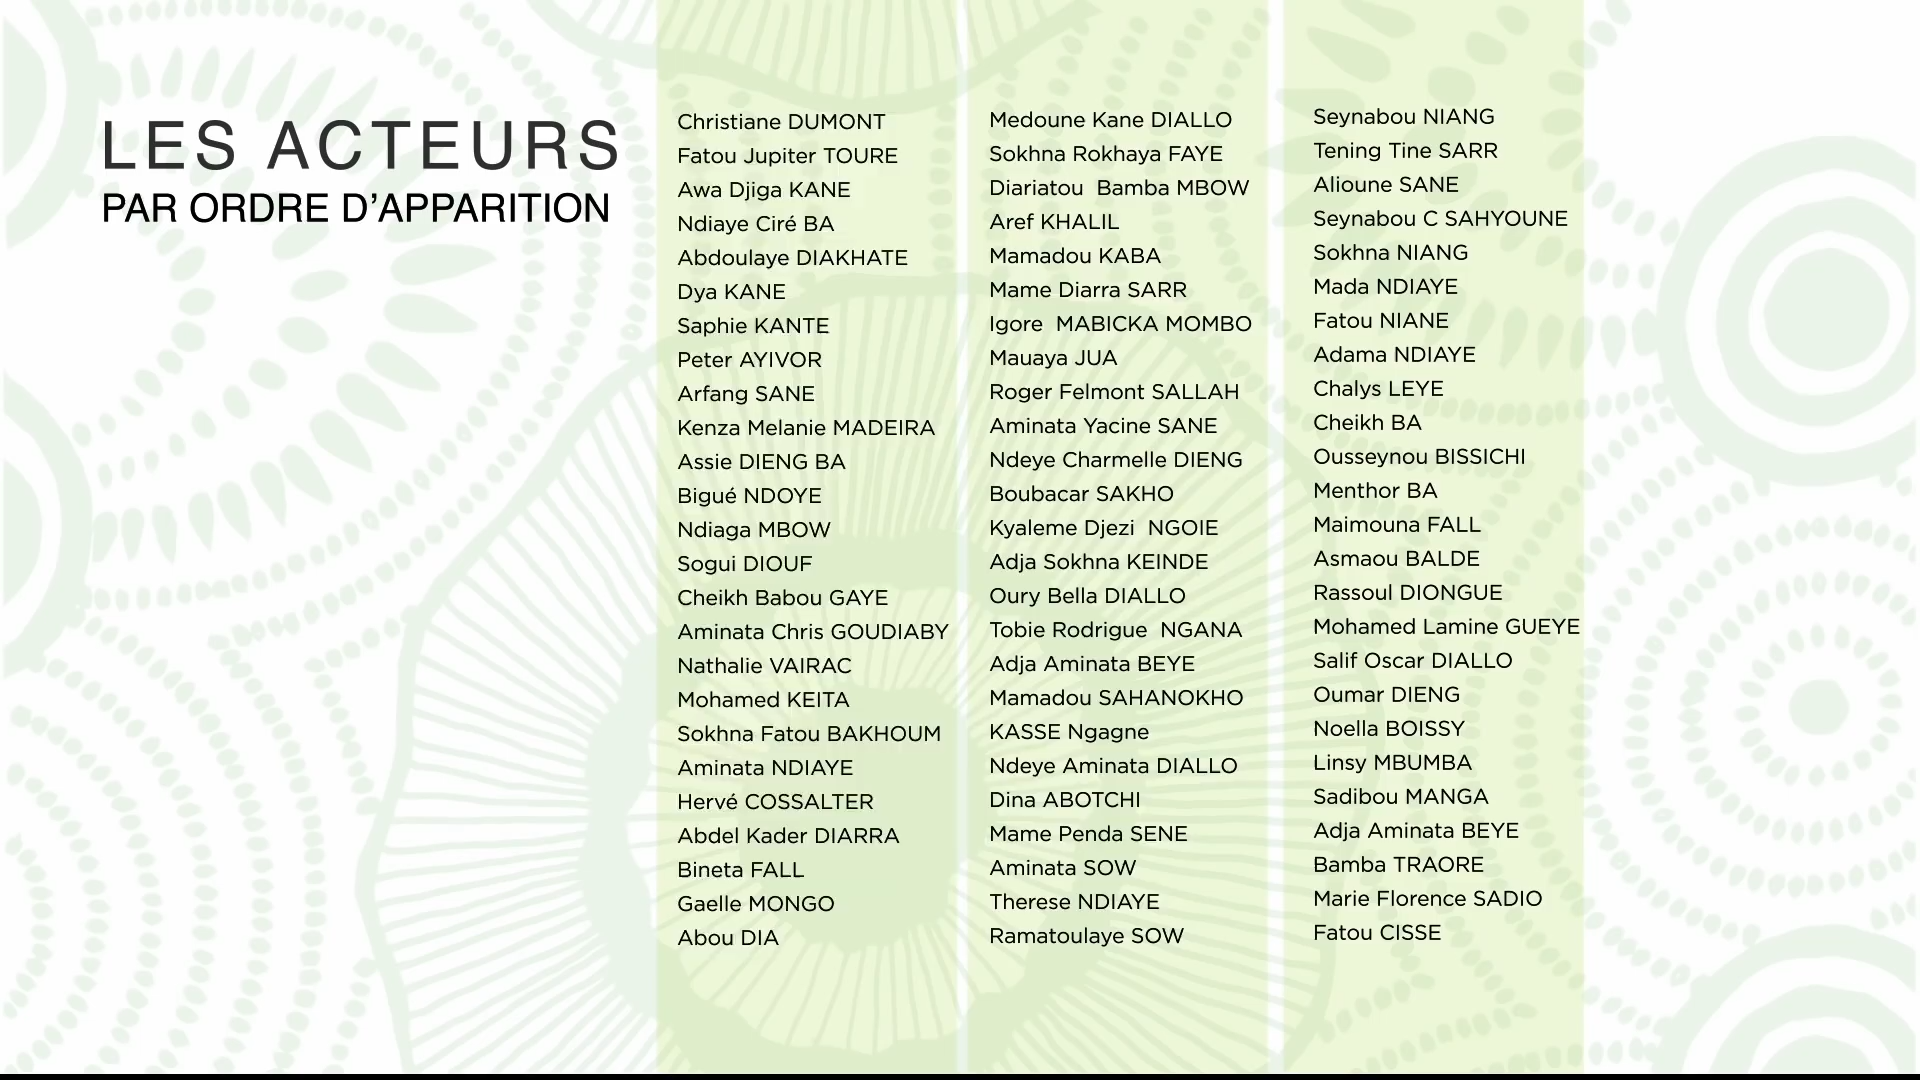 LES ACTEURS
PAR ORDRE D'APPARITION
Christiane DUMONT
Fatou Jupiter TOURE
Awa Djiga KANE
Ndiaye Ciré BA
Abdoulaye DIAKHATE
Dya KANE
Saphie KANTE
Peter AYIVOR
Arfang SANE
Kenza Melanie MADEIRA
Assie DIENG BA
Bigué NDOYE
Ndiaga MBOW
Sogui DIOUF
Cheikh Babou GAYE
Aminata Chris GOUDIABY
Nathalie VAIRAC
Mohamed KEITA
Sokhna Fatou BAKHOUM
Aminata NDIAYE
Hervé COSSALTER
Abdel Kader DIARRA
Bineta FALL
Gaelle MONGO
Abou DIA
Medoune Kane DIALLO
Sokhna Rokhaya FAYE
Diariatou  Bamba MBOW
Aref KHALIL
Mamadou KABA
Mame Diarra SARR
Igore  MABICKA MOMBO
Mauaya JUA
Roger Felmont SALLAH
Aminata Yacine SANE
Ndeye Charmelle DIENG
Boubacar SAKHO
Kyaleme Djezi  NGOIE
Adja Sokhna KEINDE
Oury Bella DIALLO
Tobie Rodrigue  NGANA
Adja Aminata BEYE
Mamadou SAHANOKHO
KASSE Ngagne
Ndeye Aminata DIALLO
Dina ABOTCHI
Mame Penda SENE
Aminata SOW
Therese NDIAYE
Ramatoulaye SOW
Seynabou NIANG
Tening Tine SARR
Alioune SANE
Seynabou C SAHYOUNE
Sokhna NIANG
Mada NDIAYE
Fatou NIANE
Adama NDIAYE
Chalys LEYE
Cheikh BA
Ousseynou BISSICHI
Menthor BA
Maimouna FALL
Asmaou BALDE
Rassoul DIONGUE
Mohamed Lamine GUEYE
Salif Oscar DIALLO
Oumar DIENG
Noella BOISSY
Linsy MBUMBA
Sadibou MANGA
Adja Aminata BEYE
Bamba TRAORE
Marie Florence SADIO
Fatou CISSE